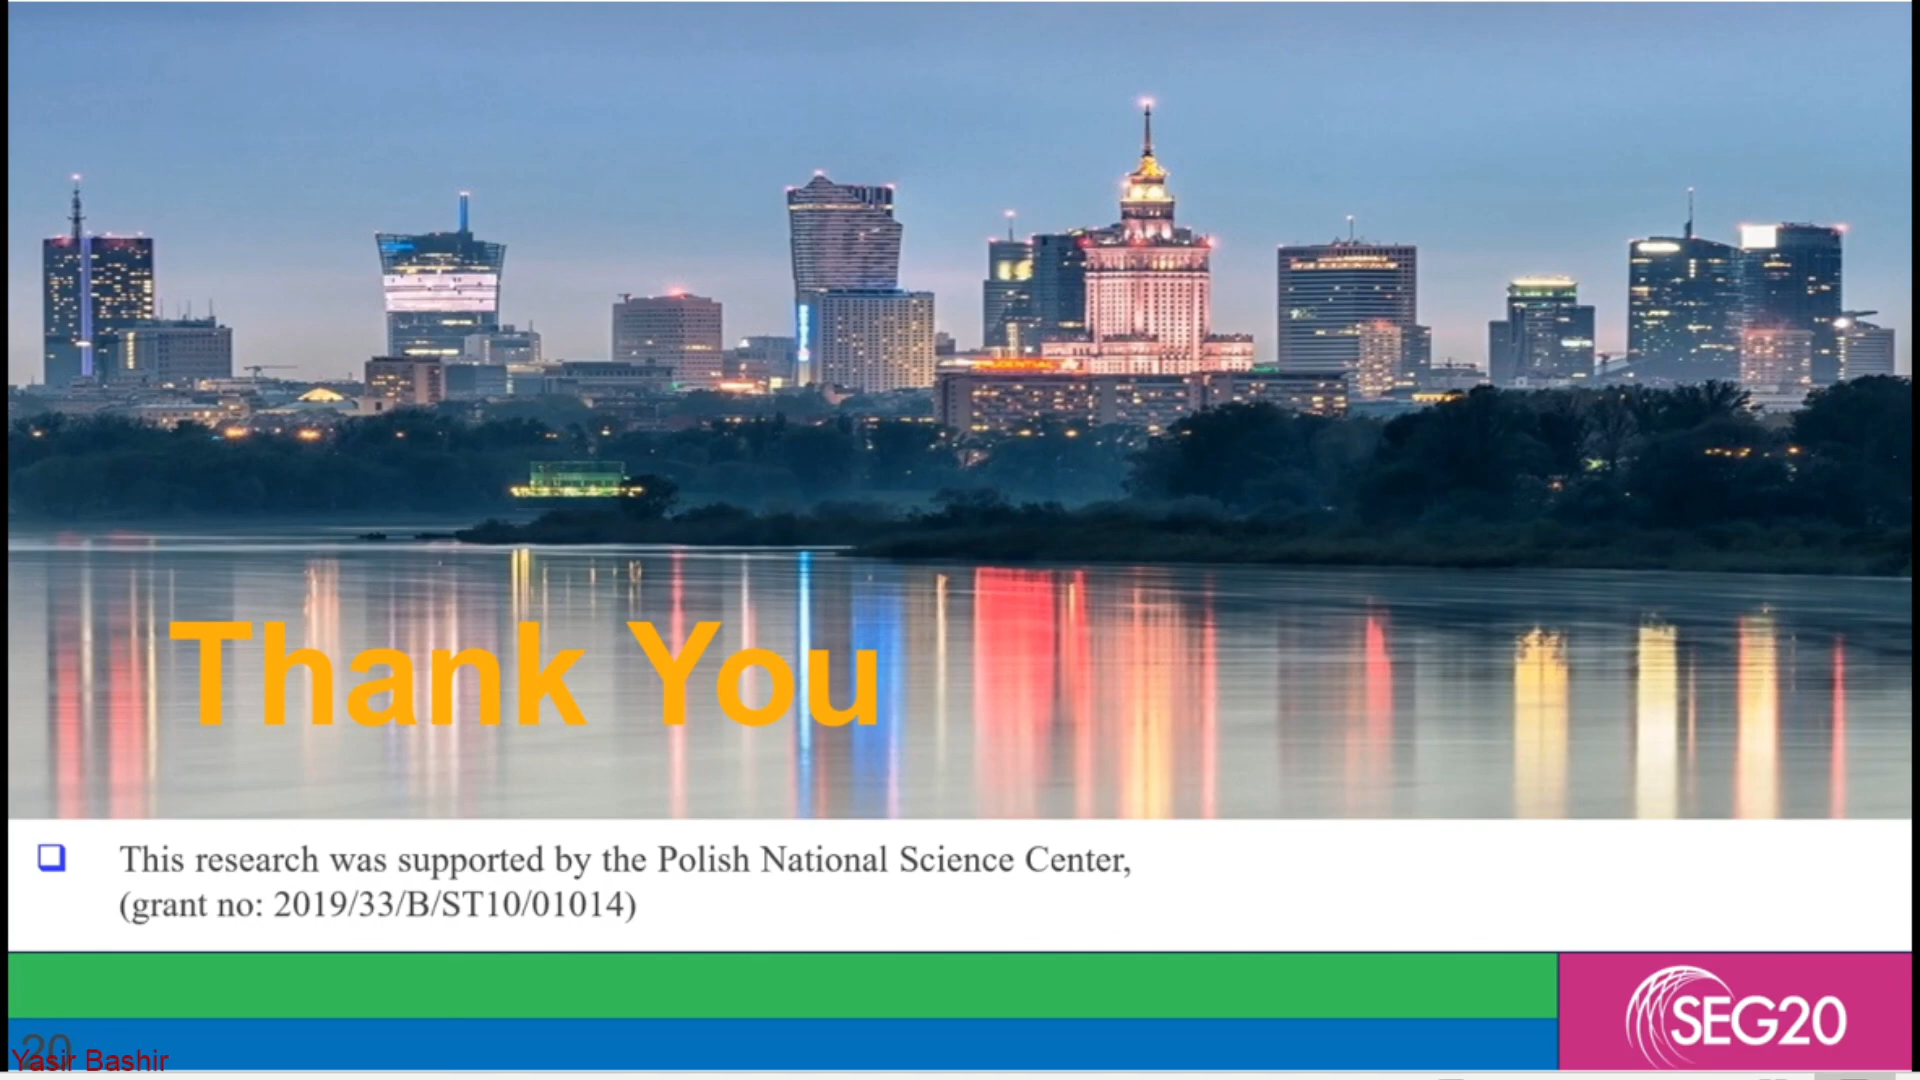 Thank You
This research was supported by the Polish National Science Center,
(grant no: 2019/33/B/ST10/01014)
SEG20
20
Yasir Bashir